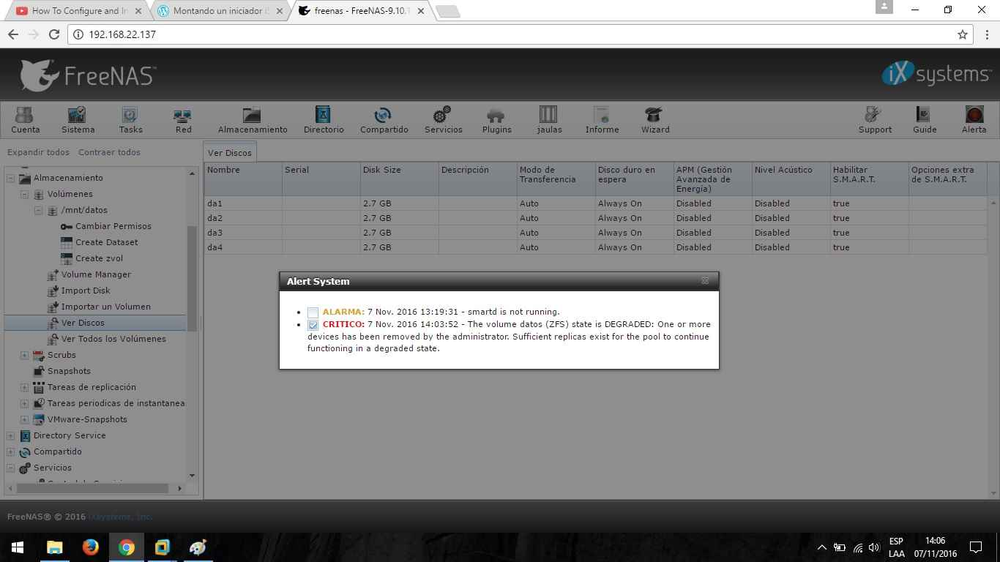 How To Configure and In
Montando un iniciador iS
freenas - FreeNAS-9.10.1
192.168.22.137
FreeNAS™
iX systems™
Cuenta Sistema Tasks Red Almacenamiento Directorio Compartido Servicios Plugins jaulas Informe Wizard Support Guide Alerta
Expandir todos Contraer todos
Ver Discos
Almacenamiento
Volúmenes
/mnt/datos
Cambiar Permisos
Create Dataset
Create zvol
Volume Manager
Import Disk
Importar un Volumen
Ver Discos
Ver Todos los Volúmenes
Scrubs
Snapshots
Tareas de replicación
Tareas periodicas de instantanea
VMware-Snapshots
Directory Service
Compartido
Servicios
Nombre Serial Disk Size Descripción Modo de Transferencia Disco duro en espera APM (Gestión Avanzada de Energía) Nivel Acústico Habilitar S.M.A.R.T. Opciones extra de S.M.A.R.T.
da1 2.7 GB Auto Always On Disabled Disabled true
da2 2.7 GB Auto Always On Disabled Disabled true
da3 2.7 GB Auto Always On Disabled Disabled true
da4 2.7 GB Auto Always On Disabled Disabled true
Alert System
ALARMA: 7 Nov. 2016 13:19:31 - smartd is not running.
CRITICO: 7 Nov. 2016 14:03:52 - The volume datos (ZFS) state is DEGRADED: One or more
devices has been removed by the administrator. Sufficient replicas exist for the pool to continue
functioning in a degraded state.
FreeNAS® © 2016 iXsystems, Inc.
ESP
LAA
14:06
07/11/2016